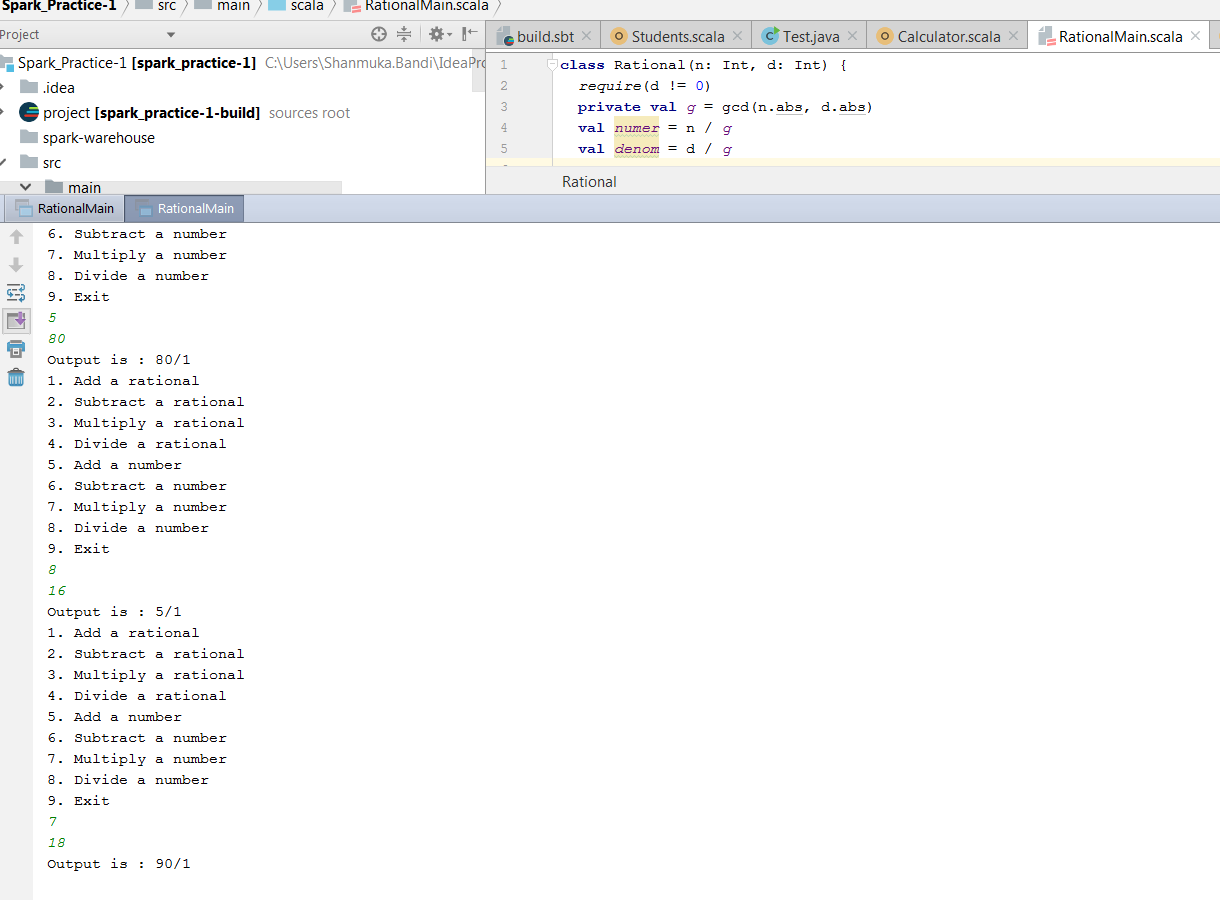 Spark_Practice-1 src main scala RationalMain.scala
Project
build.sbt Students.scala Test.java Calculator.scala RationalMain.scala
Spark_Practice-1 [spark_practice-1] C:\Users\Shanmuka.Bandi\IdeaPro
.idea
project [spark_practice-1-build] sources root
spark-warehouse
src
main
1 class Rational(n: Int, d: Int) {
2 require(d != 0)
3 private val g = gcd(n.abs, d.abs)
4 val numer = n / g
5 val denom = d / g
Rational
RationalMain RationalMain
6. Subtract a number
7. Multiply a number
8. Divide a number
9. Exit
5
80
Output is : 80/1
1. Add a rational
2. Subtract a rational
3. Multiply a rational
4. Divide a rational
5. Add a number
6. Subtract a number
7. Multiply a number
8. Divide a number
9. Exit
8
16
Output is : 5/1
1. Add a rational
2. Subtract a rational
3. Multiply a rational
4. Divide a rational
5. Add a number
6. Subtract a number
7. Multiply a number
8. Divide a number
9. Exit
7
18
Output is : 90/1